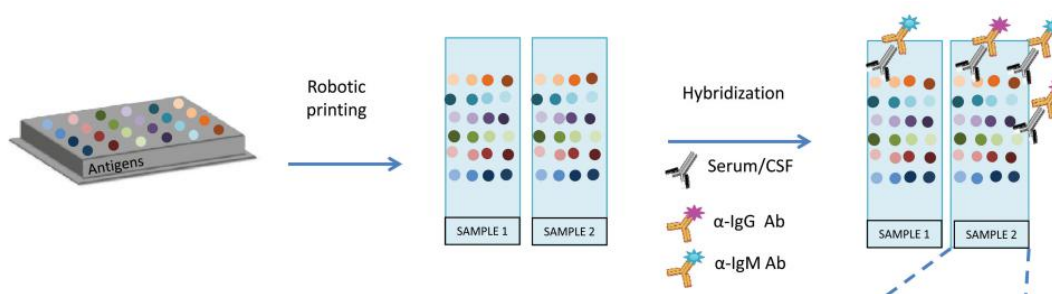 Antigens
Robotic
printing
SAMPLE 1
SAMPLE 2
Hybridization
Serum/CSF
α-IgG Ab
α-IgM Ab
SAMPLE 1
SAMPLE 2